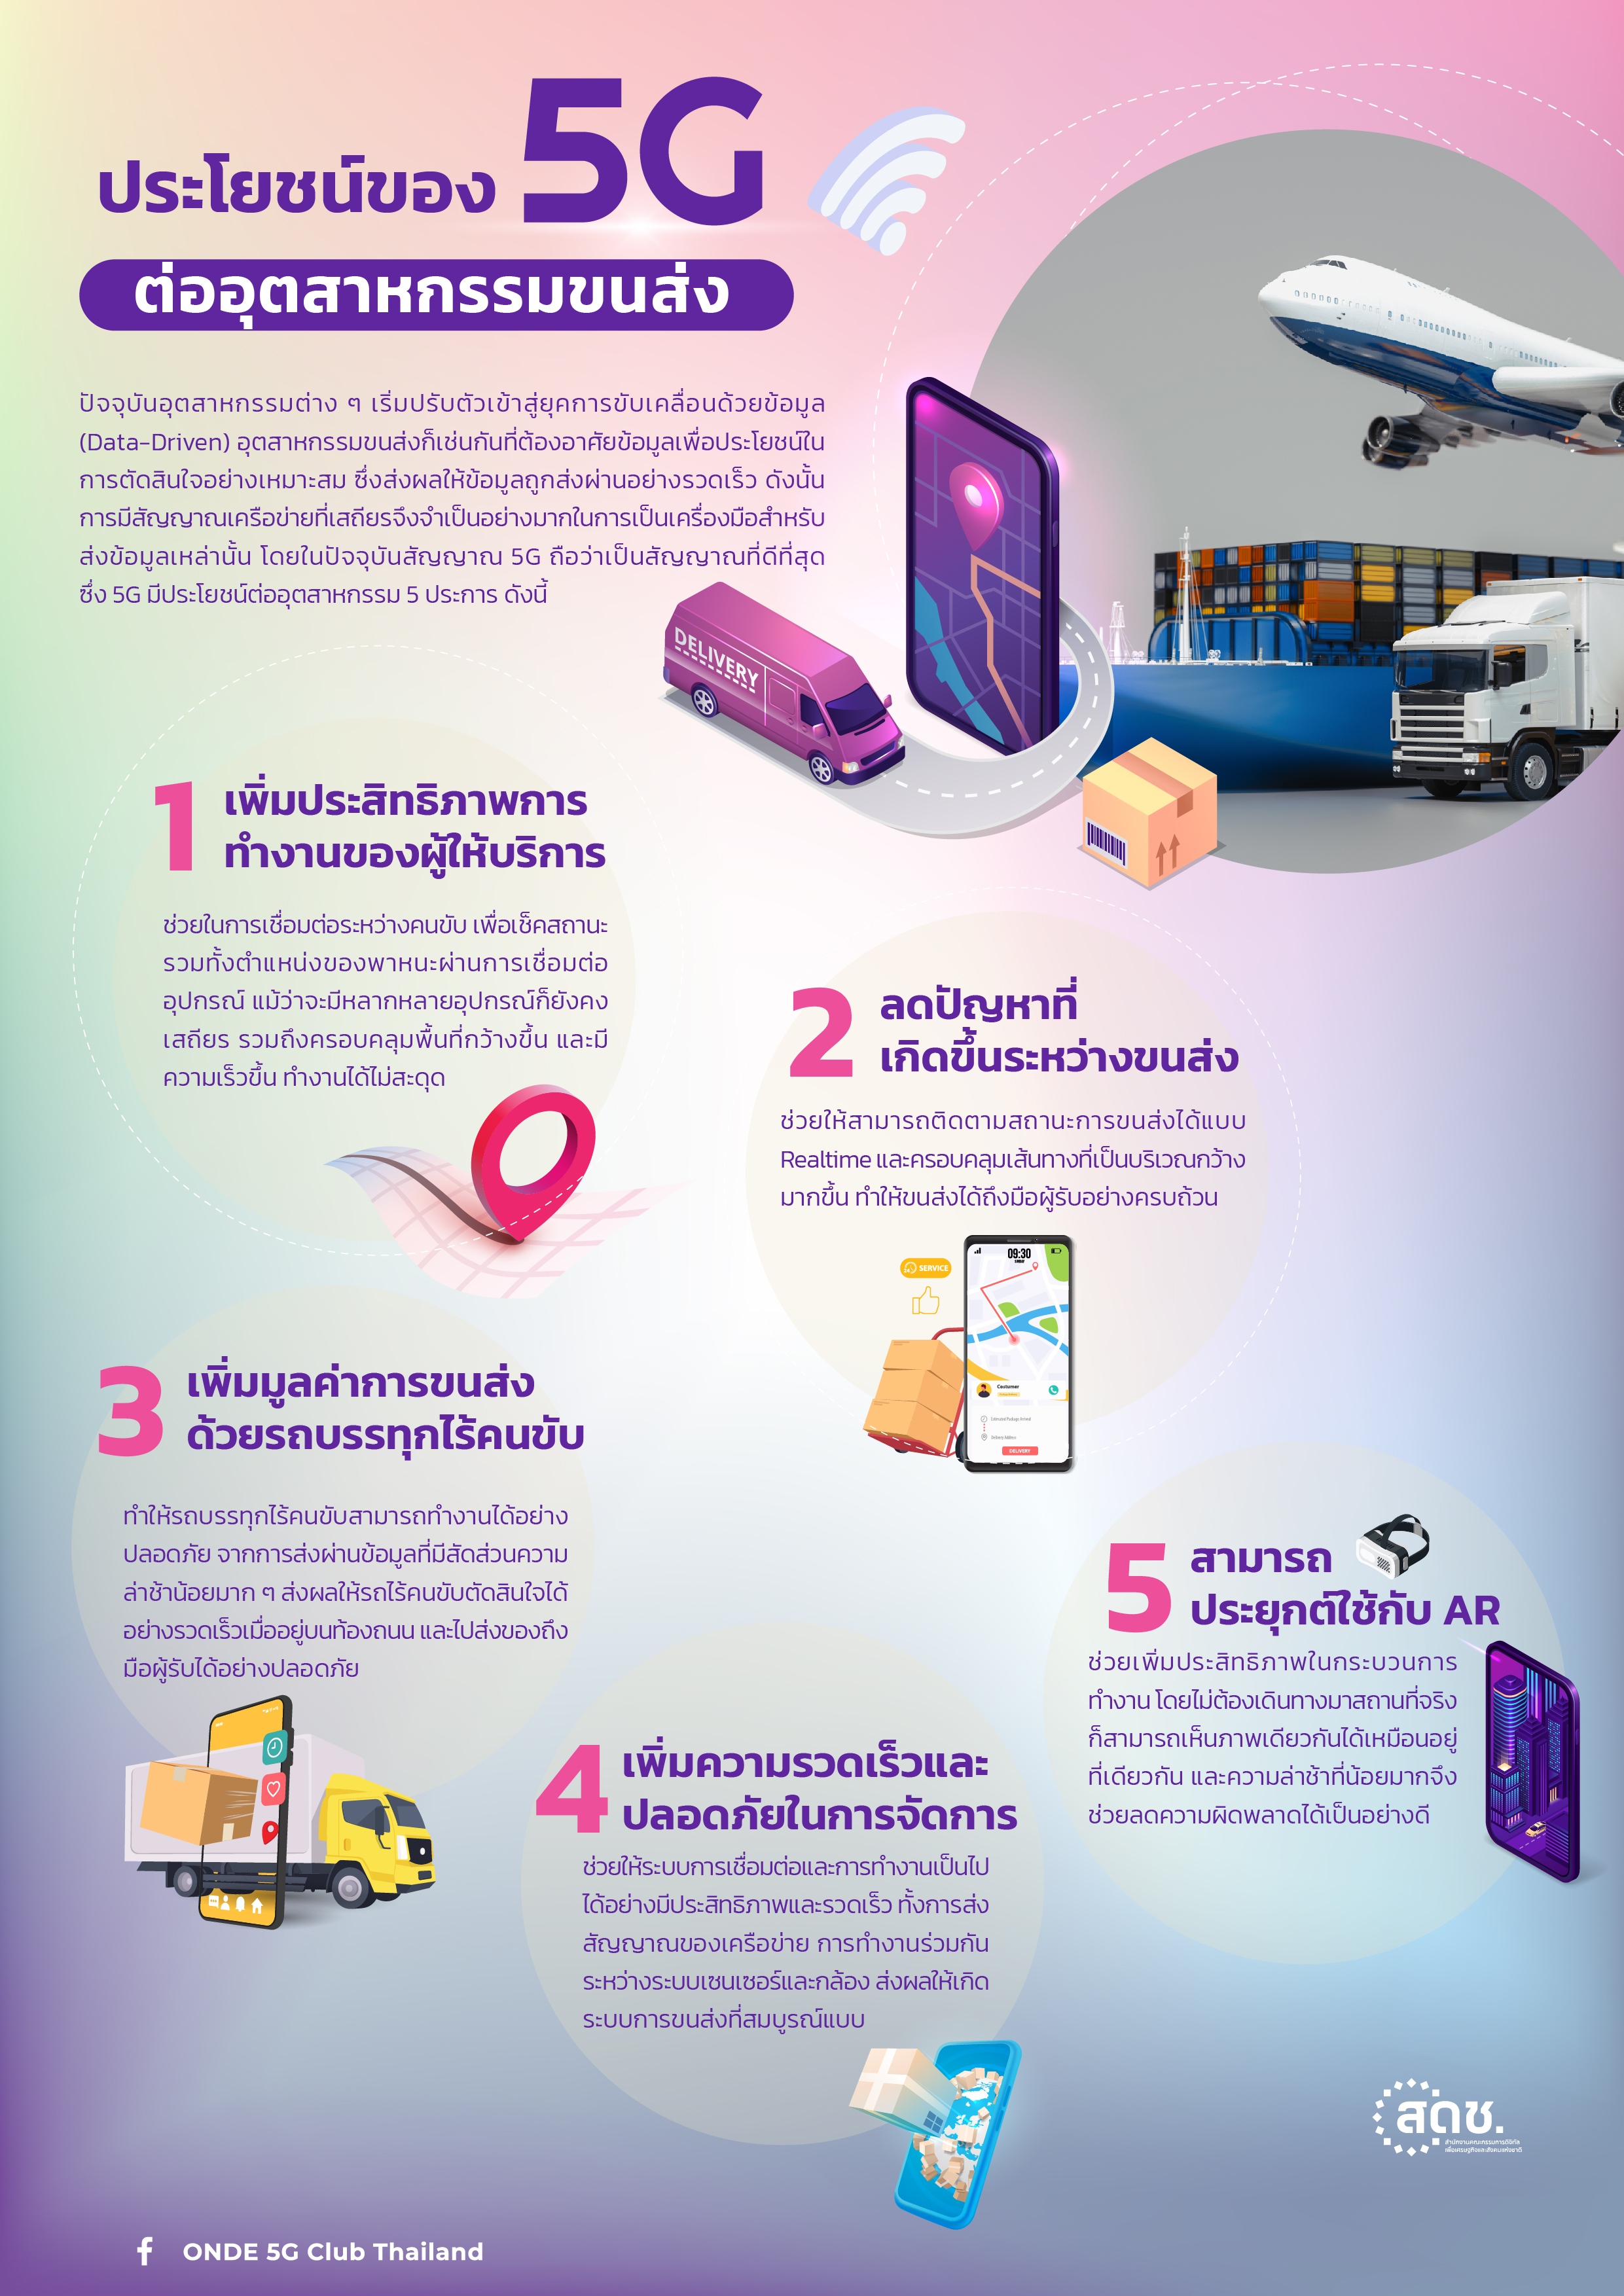 ประโยชน์ของ 5G
ต่ออุตสาหกรรมขนส่ง
ปัจจุบันอุตสาหกรรมต่าง ๆ เริ่มปรับตัวเข้าสู่ยุคการขับเคลื่อนด้วยข้อมูล
(Data-Driven) อุตสาหกรรมขนส่งก็เช่นกันที่ต้องอาศัยข้อมูลเพื่อประโยชน์ใน
การตัดสินใจอย่างเหมาะสม ซึ่งส่งผลให้ข้อมูลถูกส่งผ่านอย่างรวดเร็ว ดังนั้น
การมีสัญญาณเครือข่ายที่เสถียรจึงจำเป็นอย่างมากในการเป็นเครื่องมือสำหรับ
ส่งข้อมูลเหล่านั้น โดยในปัจจุบันสัญญาณ 5G ถือว่าเป็นสัญญาณที่ดีที่สุด
ซึ่ง 5G มีประโยชน์ต่ออุตสาหกรรม 5 ประการ ดังนี้
DELIVERY
1 เพิ่มประสิทธิภาพการ
ทำงานของผู้ให้บริการ
ช่วยในการเชื่อมต่อระหว่างคนขับ เพื่อเช็คสถานะ
รวมทั้งตำแหน่งของพาหนะผ่านการเชื่อมต่อ
อุปกรณ์ แม้ว่าจะมีหลากหลายอุปกรณ์ก็ยังคง
เสถียร รวมถึงครอบคลุมพื้นที่กว้างขึ้น และมี
ความเร็วขึ้น ทำงานได้ไม่สะดุด
2 ลดปัญหาที่
เกิดขึ้นระหว่างขนส่ง
ช่วยให้สามารถติดตามสถานะการขนส่งได้แบบ
Realtime และครอบคลุมเส้นทางที่เป็นบริเวณกว้าง
มากขึ้น ทำให้ขนส่งได้ถึงมือผู้รับอย่างครบถ้วน
SERVICE
09:30
Customer
Estimated Package Arrived
Delivery Address
DELIVERY
3 เพิ่มมูลค่าการขนส่ง
ด้วยรถบรรทุกไร้คนขับ
ทำให้รถบรรทุกไร้คนขับสามารถทำงานได้อย่าง
ปลอดภัย จากการส่งผ่านข้อมูลที่มีสัดส่วนความ
ล่าช้าน้อยมาก ๆ ส่งผลให้รถไร้คนขับตัดสินใจได้
อย่างรวดเร็วเมื่ออยู่บนท้องถนน และไปส่งของถึง
มือผู้รับได้อย่างปลอดภัย
4 เพิ่มความรวดเร็วและ
ปลอดภัยในการจัดการ
ช่วยให้ระบบการเชื่อมต่อและการทำงานเป็นไป
ได้อย่างมีประสิทธิภาพและรวดเร็ว ทั้งการส่ง
สัญญาณของเครือข่าย การทำงานร่วมกัน
ระหว่างระบบเซนเซอร์และกล้อง ส่งผลให้เกิด
ระบบการขนส่งที่สมบูรณ์แบบ
5 สามารถ
ประยุกต์ใช้กับ AR
ช่วยเพิ่มประสิทธิภาพในกระบวนการ
ทำงาน โดยไม่ต้องเดินทางมาสถานที่จริง
ก็สามารถเห็นภาพเดียวกันได้เหมือนอยู่
ที่เดียวกัน และความล่าช้าที่น้อยมากจึง
ช่วยลดความผิดพลาดได้เป็นอย่างดี
สดช.
สำนักงานคณะกรรมการดิจิทัล
เพื่อเศรษฐกิจและสังคมแห่งชาติ
ONDE 5G Club Thailand